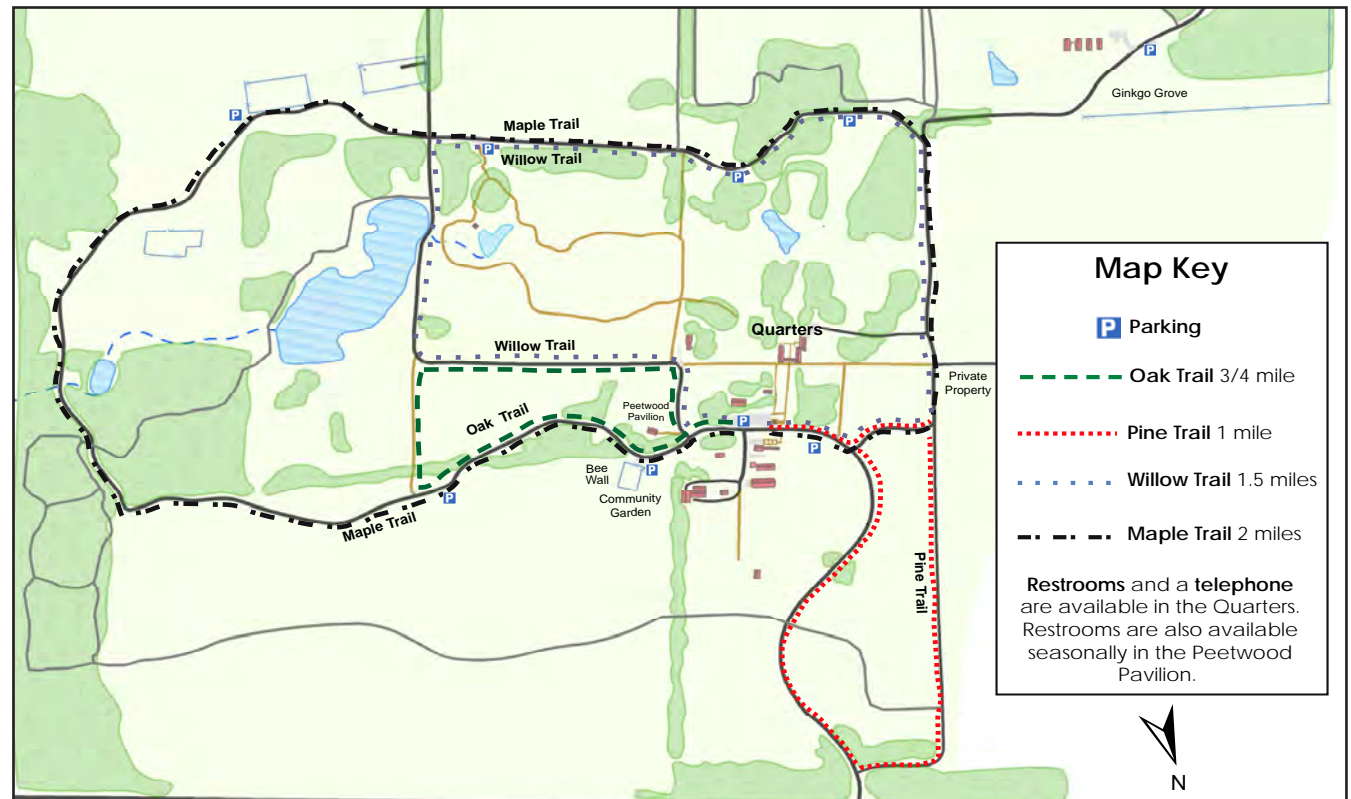 P
Ginkgo Grove
P
Maple Trail
P
P
Willow Trail
P
Map Key
P Parking
Oak Trail 3/4 mile
Pine Trail 1 mile
Willow Trail 1.5 miles
Maple Trail 2 miles
Restrooms and a telephone
are available in the Quarters.
Restrooms are also available
seasonally in the Peetwood
Pavilion.
N
Quarters
Willow Trail
Private
Property
Peetwood
Pavilion
Oak Trail
P
P
Bee
Wall
P
Community
Garden
P
Maple Trail
Pine Trail